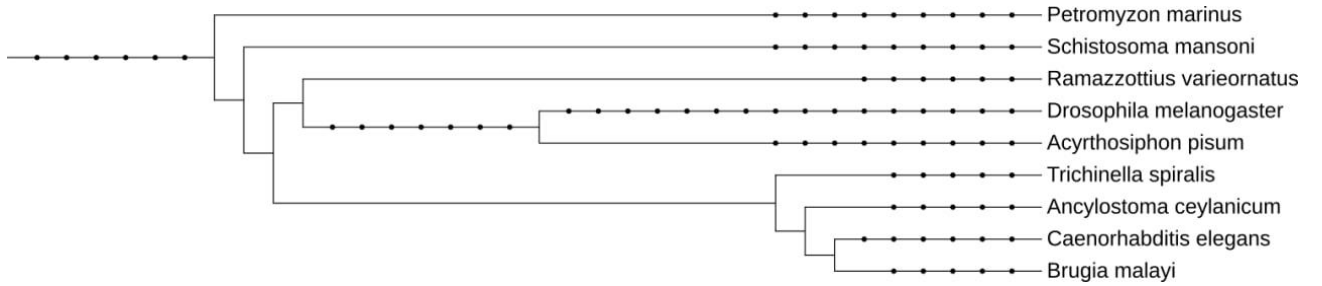 Petromyzon marinus
Schistosoma mansoni
Ramazzottius varieornatus
Drosophila melanogaster
Acyrthosiphon pisum
Trichinella spiralis
Ancylostoma ceylanicum
Caenorhabditis elegans
Brugia malayi